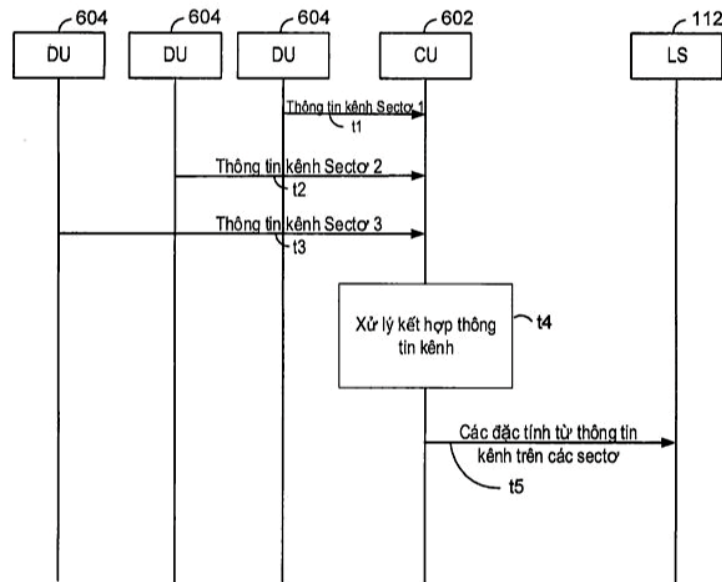 604
604
604
602
112
DU
DU
DU
CU
LS
Thông tin kênh Sectơ 1
t1
Thông tin kênh Sectơ 2
t2
Thông tin kênh Sectơ 3
t3
Xử lý kết hợp thông
tin kênh
t4
Các đặc tính từ thông tin
kênh trên các sectơ
t5